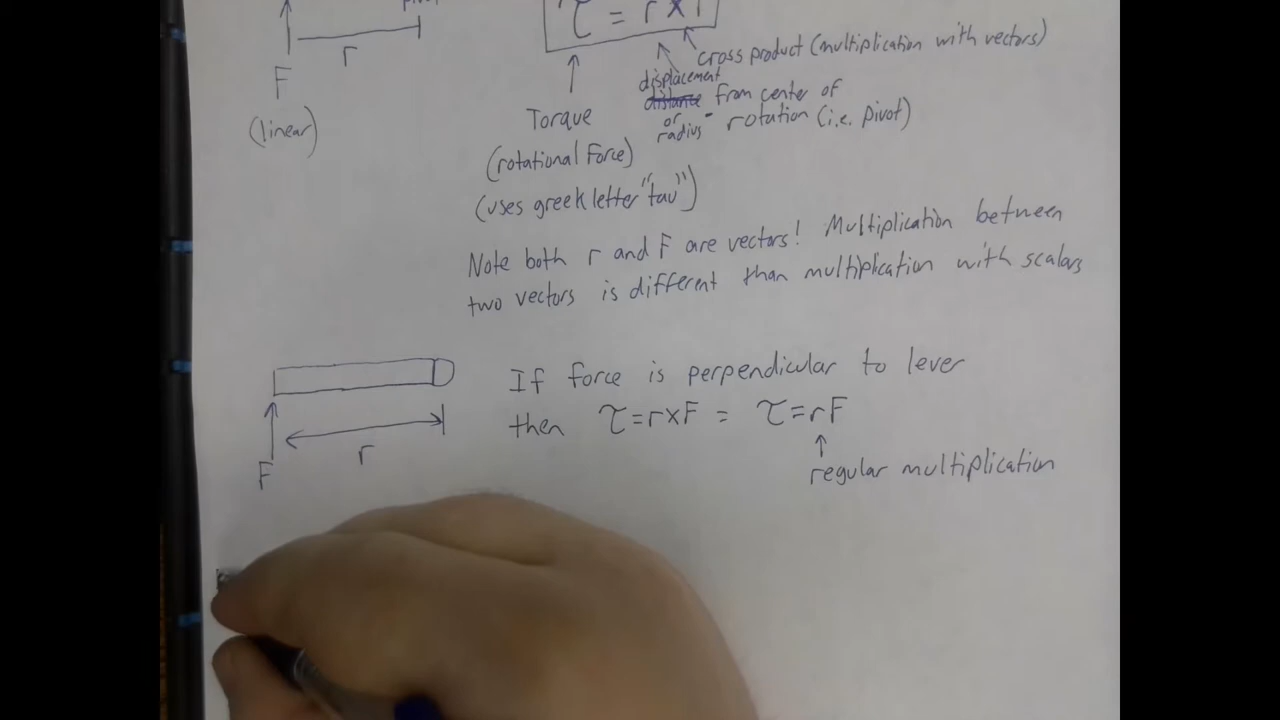 τ = r x F
r
F
(linear)
cross product (multiplication with vectors)
displacement
distance from center of
or
radius
rotation (i.e. pivot)
Torque
(rotational Force)
(uses greek letter "tau")
Note both r and F are vectors! Multiplication between
two vectors is different than multiplication with scalars
If force is perpendicular to lever
then τ=r×F = τ=rF
r
F
regular multiplication